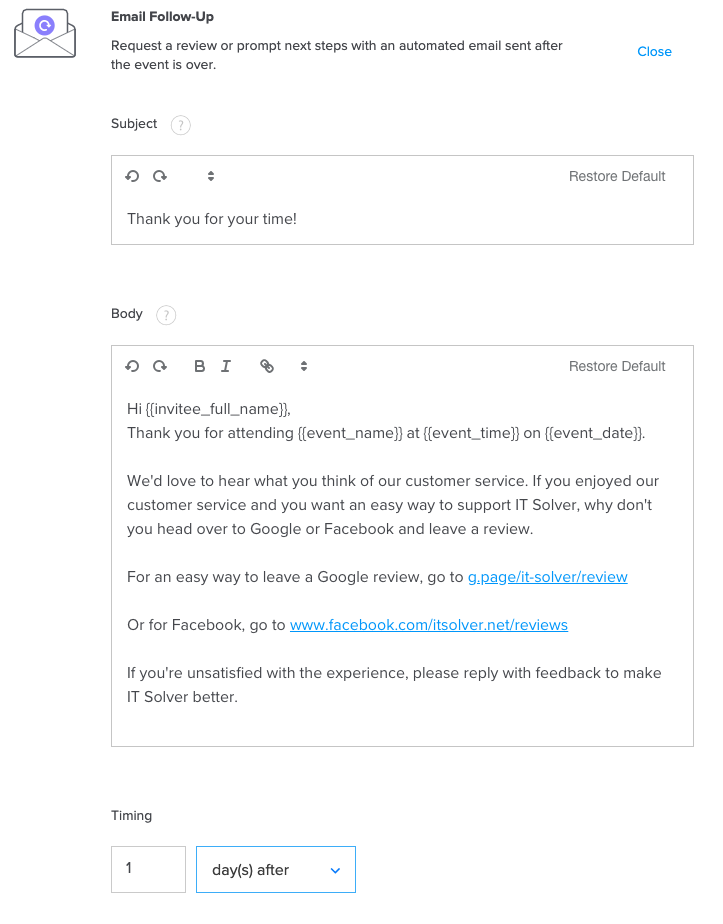 Email Follow-Up
Request a review or prompt next steps with an automated email sent after
the event is over.
Close
Subject ?
Restore Default
Thank you for your time!
Body ?
B I
Restore Default
Hi {{invitee_full_name}},
Thank you for attending {{event_name}} at {{event_time}} on {{event_date}}.
We'd love to hear what you think of our customer service. If you enjoyed our
customer service and you want an easy way to support IT Solver, why don't
you head over to Google or Facebook and leave a review.
For an easy way to leave a Google review, go to g.page/it-solver/review
Or for Facebook, go to www.facebook.com/itsolver.net/reviews
If you're unsatisfied with the experience, please reply with feedback to make
IT Solver better.
Timing
1
day(s) after